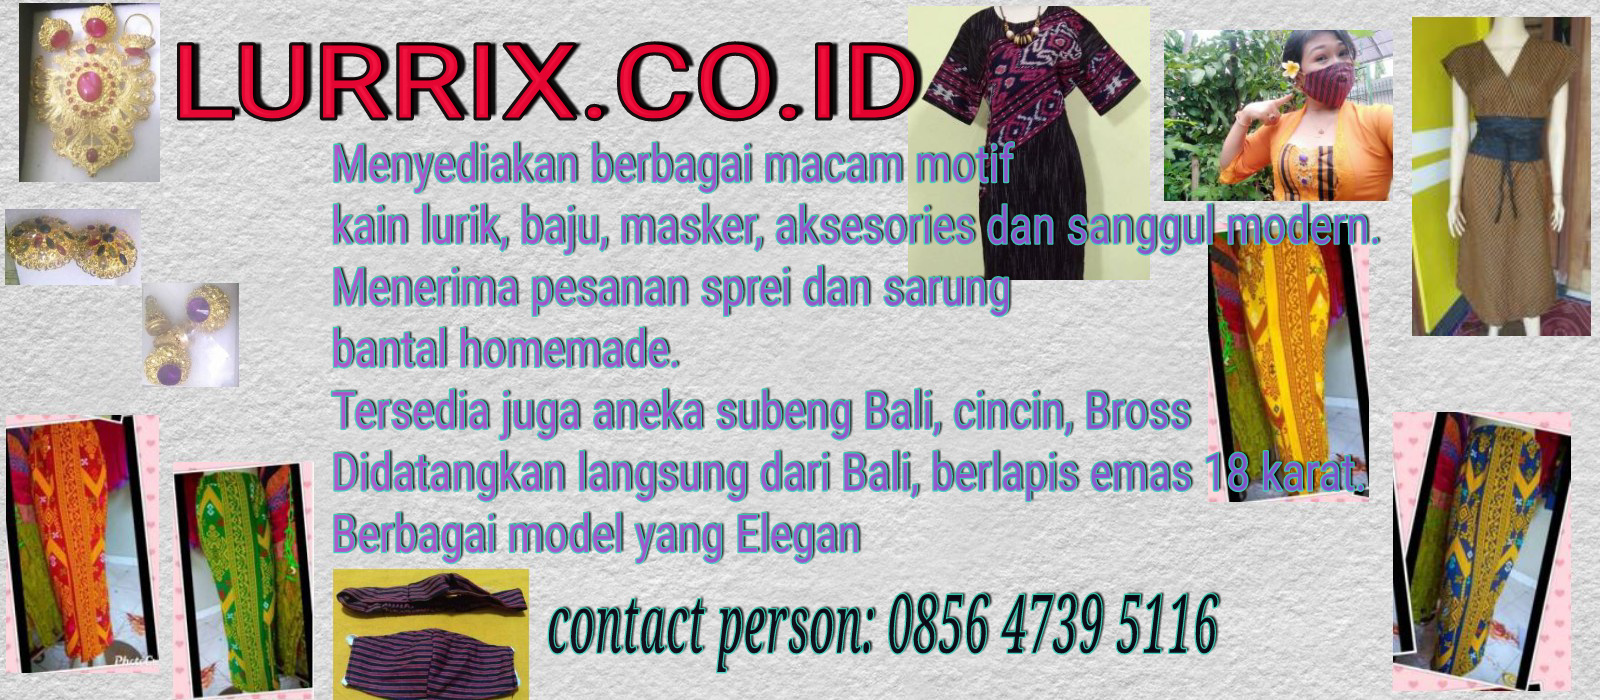 LURRIX.CO.ID
Menyediakan berbagai macam motif
kain lurik, baju, masker, aksesories dan sanggul modern.
Menerima pesanan sprei dan sarung
bantal homemade.
Tersedia juga aneka subeng Bali, cincin, Bross
Didatangkan langsung dari Bali, berlapis emas 18 karat.
Berbagai model yang Elegan
contact person: 0856 4739 5116